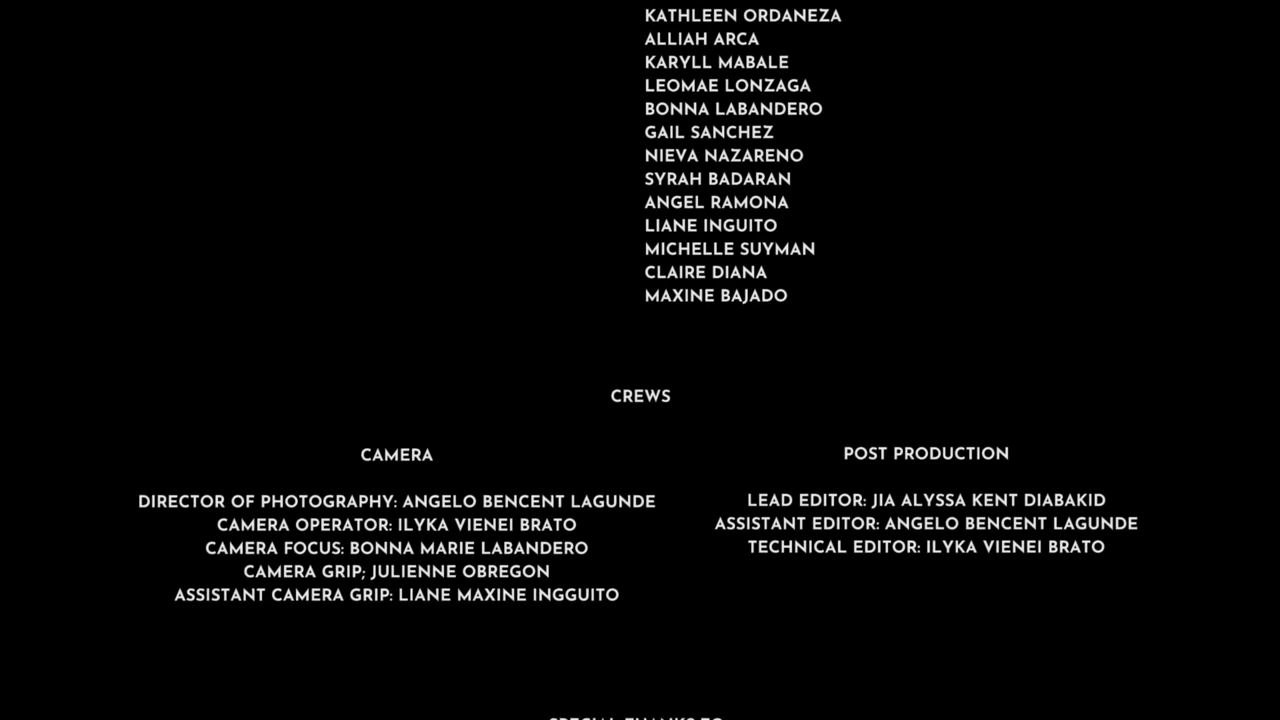 KATHLEEN ORDANEZA
ALLIAH ARCA
KARYLL MABALE
LEOMAE LONZAGA
BONNA LABANDERO
GAIL SANCHEZ
NIEVA NAZARENO
SYRAH BADARAN
ANGEL RAMONA
LIANE INGUITO
MICHELLE SUYMAN
CLAIRE DIANA
MAXINE BAJADO
CREWS
CAMERA
DIRECTOR OF PHOTOGRAPHY: ANGELO BENCENT LAGUNDE
CAMERA OPERATOR: ILYKA VIENEI BRATO
CAMERA FOCUS: BONNA MARIE LABANDERO
CAMERA GRIP; JULIENNE OBREGON
ASSISTANT CAMERA GRIP: LIANE MAXINE INGGUITO
POST PRODUCTION
LEAD EDITOR: JIA ALYSSA KENT DIABAKID
ASSISTANT EDITOR: ANGELO BENCENT LAGUNDE
TECHNICAL EDITOR: ILYKA VIENEI BRATO